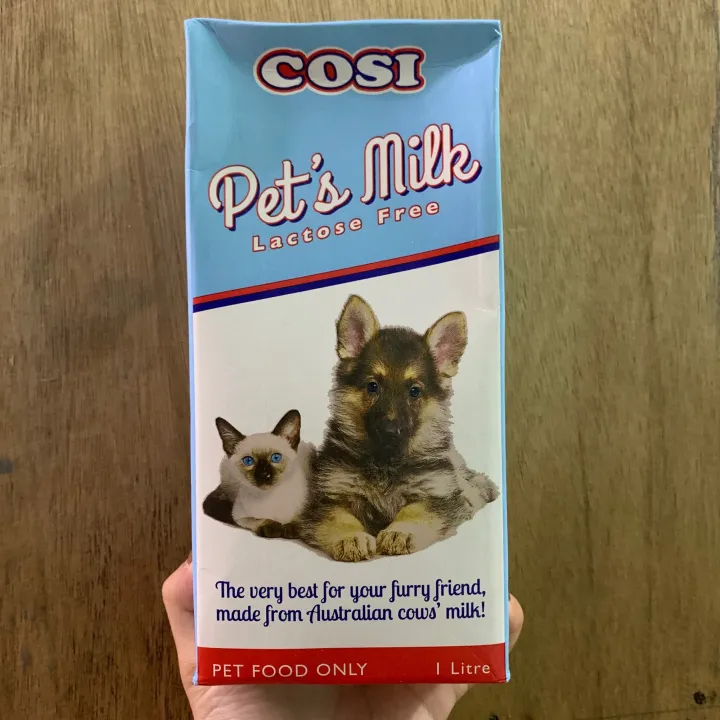 COSI
Pet's Milk
Lactose Free
The very best for your furry friend,
made from Australian cows' milk!
PET FOOD ONLY 1 Litre